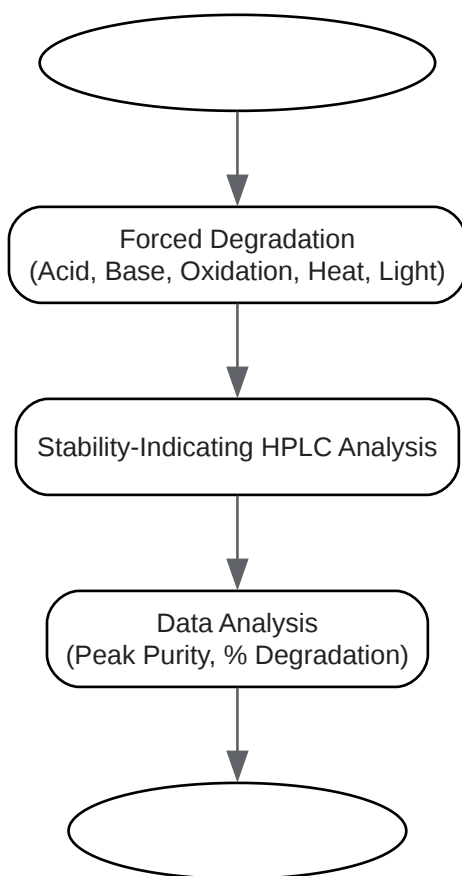 Forced Degradation
(Acid, Base, Oxidation, Heat, Light)
Stability-Indicating HPLC Analysis
Data Analysis
(Peak Purity, % Degradation)